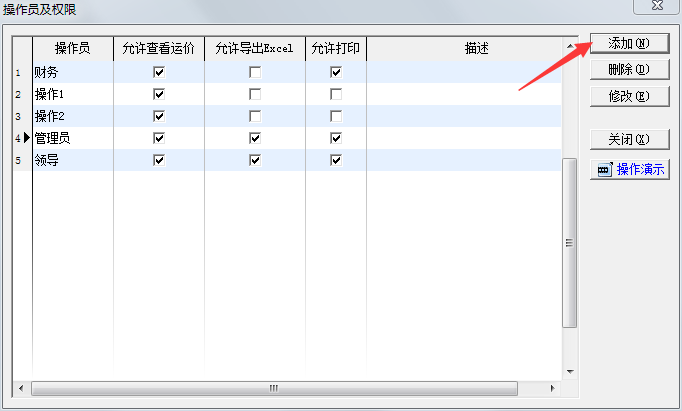 操作员及权限
操作员 允许查看运价 允许导出Excel 允许打印 描述
1 财务
2 操作1
3 操作2
4 管理员
5 领导
添加(N)
删除(D)
修改(E)
关闭(X)
操作演示